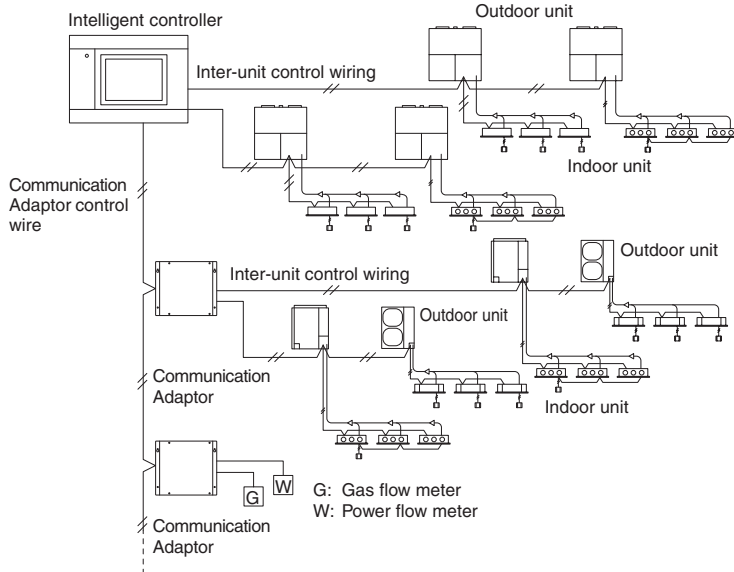 Intelligent controller
Outdoor unit
Inter-unit control wiring
Indoor unit
Communication
Adaptor control
wire
Outdoor unit
Inter-unit control wiring
Outdoor unit
Communication
Adaptor
Indoor unit
G
W
G: Gas flow meter
W: Power flow meter
Communication
Adaptor